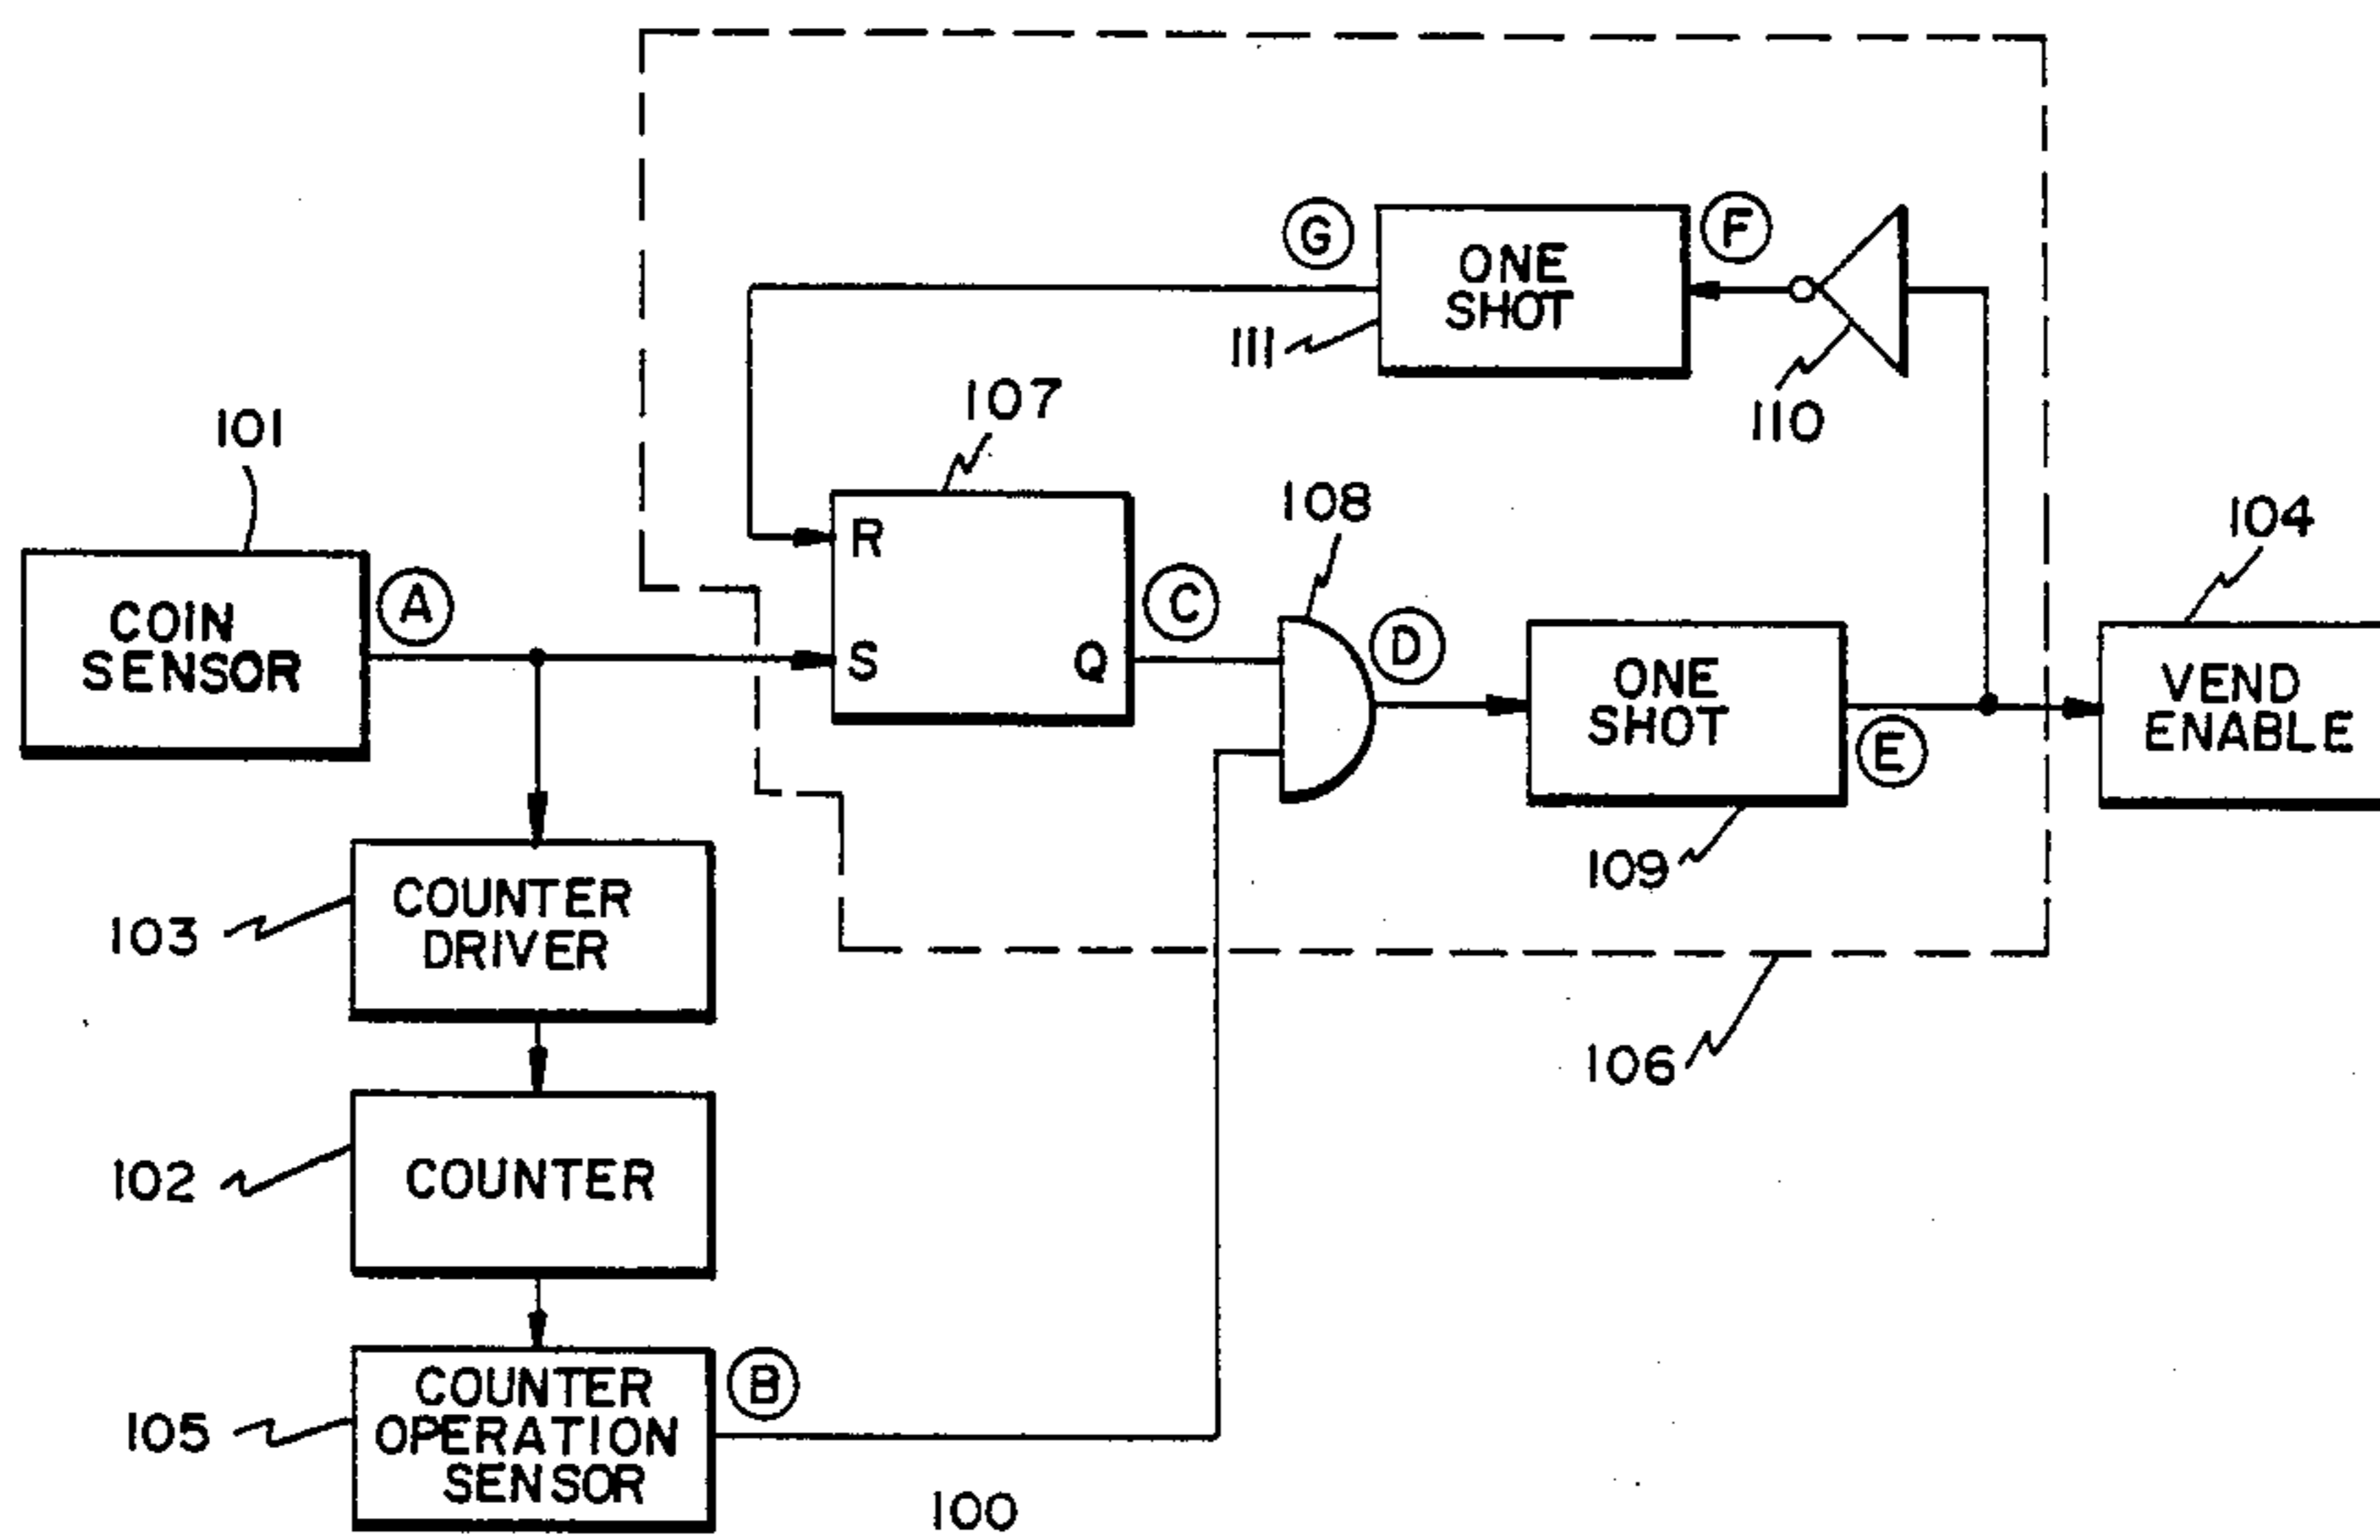 G
ONE
SHOT
F
111
110
107
101
108
104
COIN
SENSOR
A
R
S
Q
C
D
ONE
SHOT
E
VEND
ENABLE
109
103
COUNTER
DRIVER
106
102
COUNTER
105
COUNTER
OPERATION
SENSOR
B
100